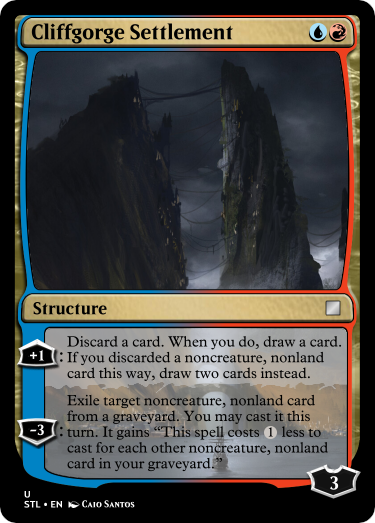 Cliffgorge Settlement
Structure
+1
: Discard a card. When you do, draw a card.
If you discarded a noncreature, nonland
card this way, draw two cards instead.
-3
: Exile target noncreature, nonland card
from a graveyard. You may cast it this
turn. It gains “This spell costs 1 less to
cast for each other noncreature, nonland
card in your graveyard.”
3
U
STL • EN Caio Santos